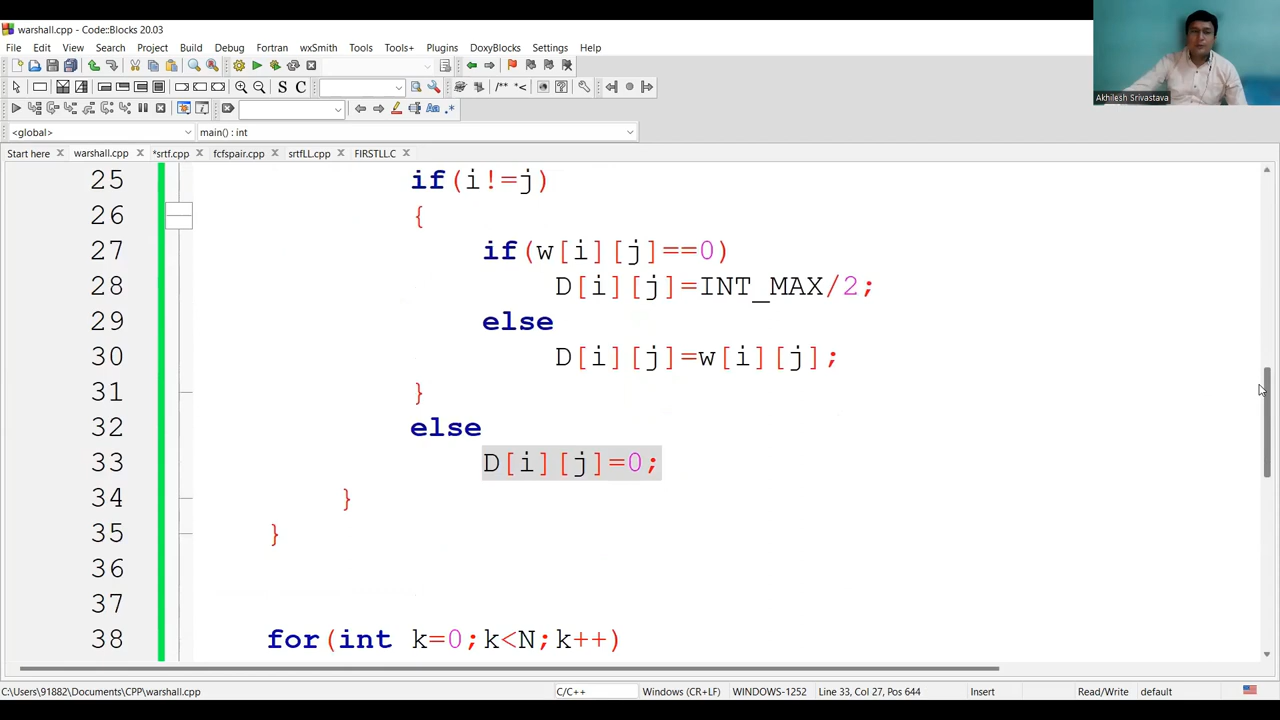 warshall.cpp - Code::Blocks 20.03
File Edit View Search Project Build Debug Fortran wxSmith Tools Tools+ Plugins DoxyBlocks Settings Help
S C /** *<
Aa .*
<global> main() : int
Start here warshall.cpp *srtf.cpp fcfspair.cpp srtfLL.cpp FIRSTLL.C
Akhilesh Srivastava
25 if(i!=j)
26 {
27 if(w[i][j]==0)
28 D[i][j]=INT_MAX/2;
29 else
30 D[i][j]=w[i][j];
31 }
32 else
33 D[i][j]=0;
34 }
35 }
36
37
38 for(int k=0;k<N;k++)
C:\Users\91882\Documents\CPP\warshall.cpp C/C++ Windows (CR+LF) WINDOWS-1252 Line 33, Col 27, Pos 644 Insert Read/Write default